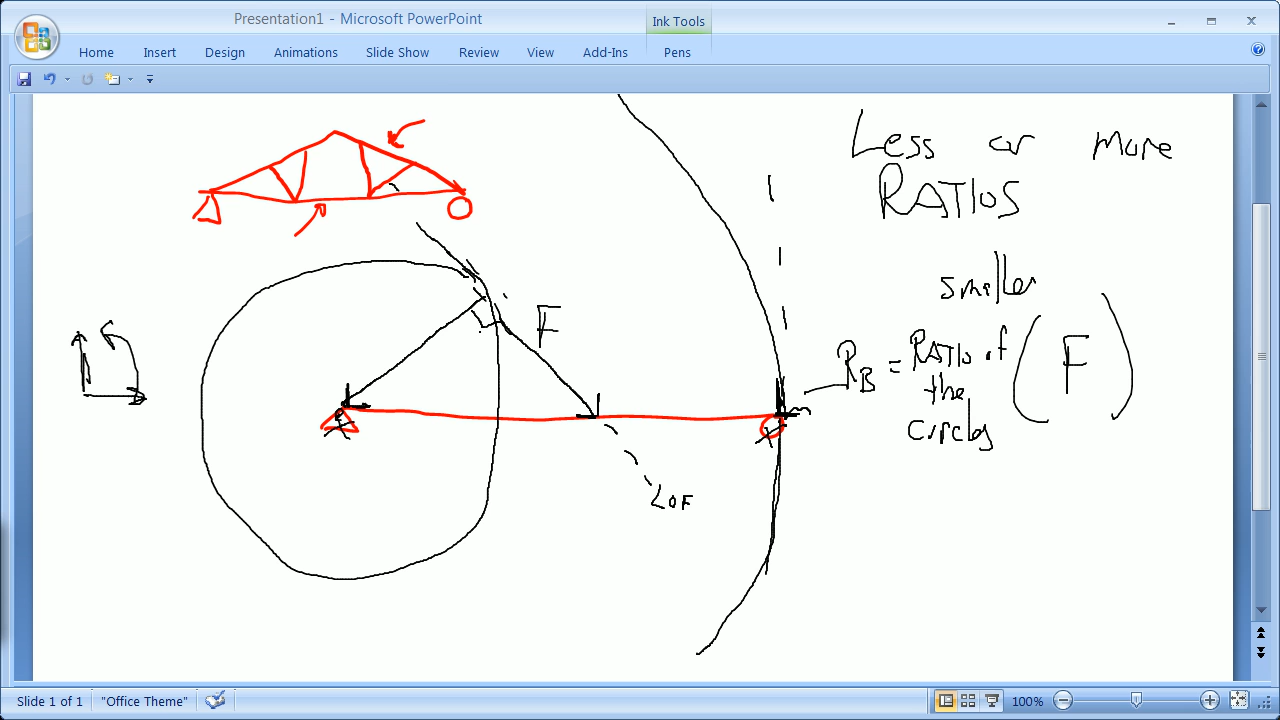 Presentation1 - Microsoft PowerPoint
Ink Tools
Home Insert Design Animations Slide Show Review View Add-Ins Pens
Less or more
RATIOS
smaller
F
RB = RATIO of the circles (F)
LOF
Slide 1 of 1 "Office Theme" 100%